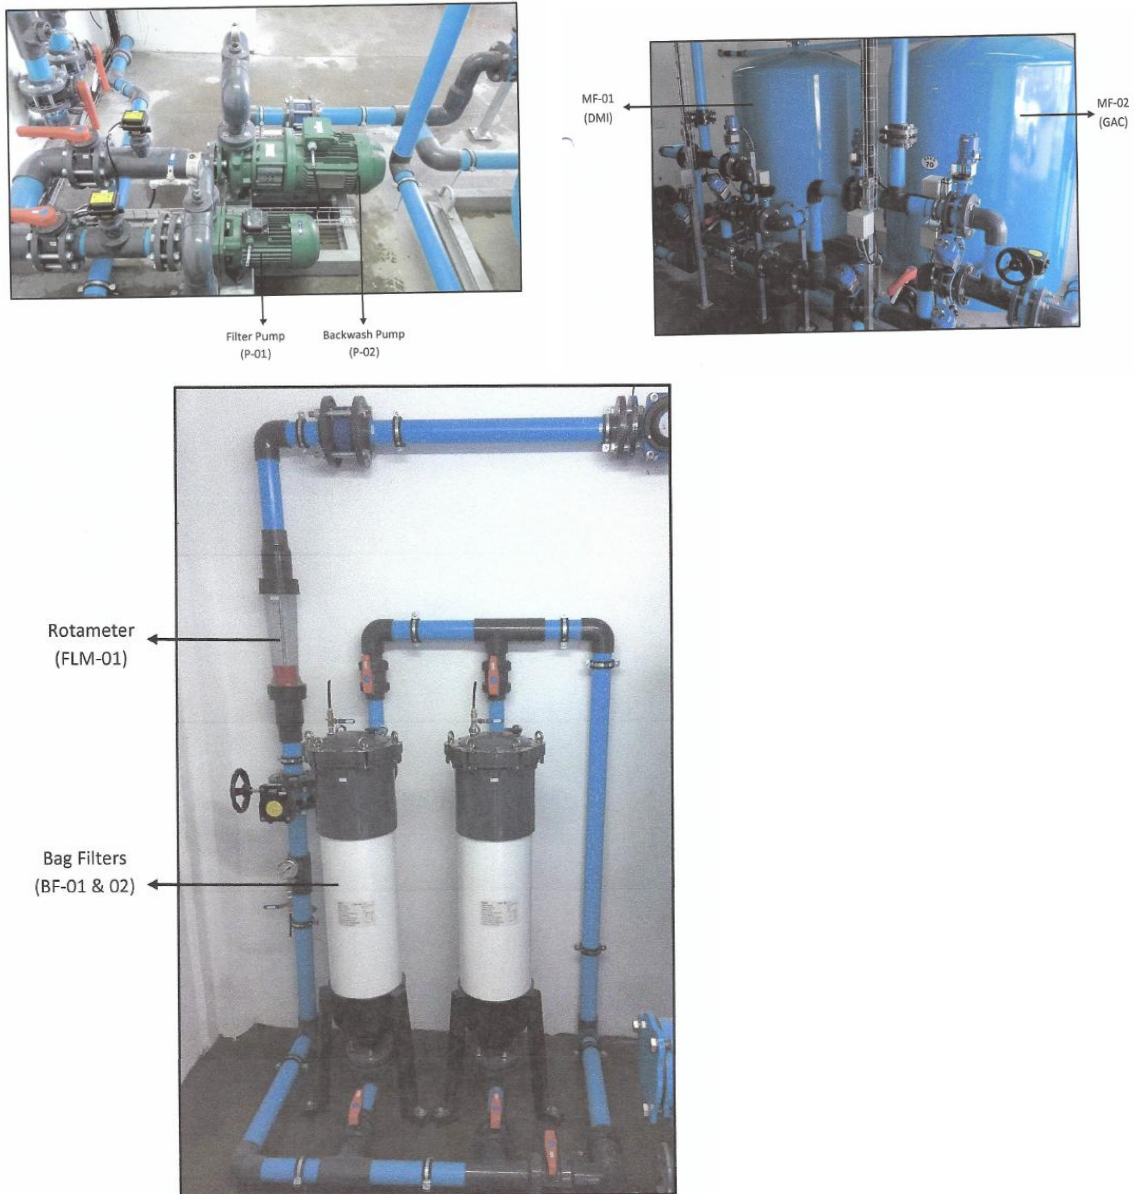 MF-01
(DMI)
MF-02
(GAC)
70
Filter Pump
(P-01)
Backwash Pump
(P-02)
Rotameter
(FLM-01)
Bag Filters
(BF-01 & 02)